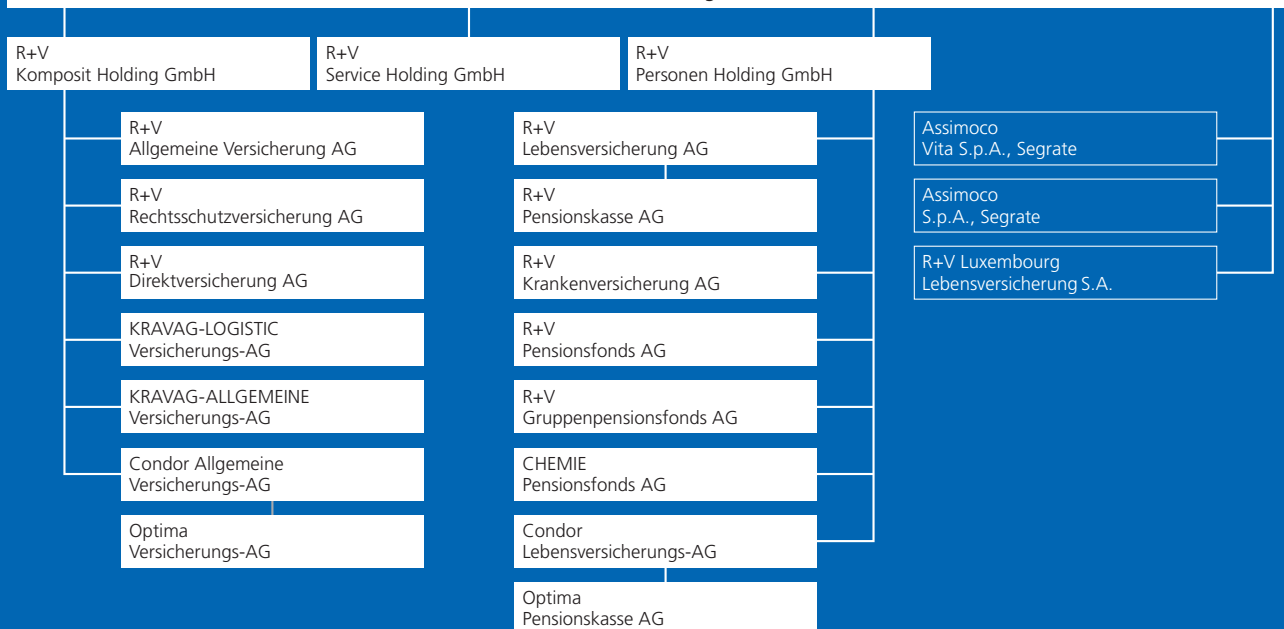 R+V
Komposit Holding GmbH
R+V
Service Holding GmbH
R+V
Personen Holding GmbH
R+V
Allgemeine Versicherung AG
R+V
Rechtsschutzversicherung AG
R+V
Direktversicherung AG
KRAVAG-LOGISTIC
Versicherungs-AG
KRAVAG-ALLGEMEINE
Versicherungs-AG
Condor Allgemeine
Versicherungs-AG
Optima
Versicherungs-AG
R+V
Lebensversicherung AG
R+V
Pensionskasse AG
R+V
Krankenversicherung AG
R+V
Pensionsfonds AG
R+V
Gruppenpensionsfonds AG
CHEMIE
Pensionsfonds AG
Condor
Lebensversicherungs-AG
Optima
Pensionskasse AG
Assimoco
Vita S.p.A., Segrate
Assimoco
S.p.A., Segrate
R+V Luxembourg
Lebensversicherung S.A.